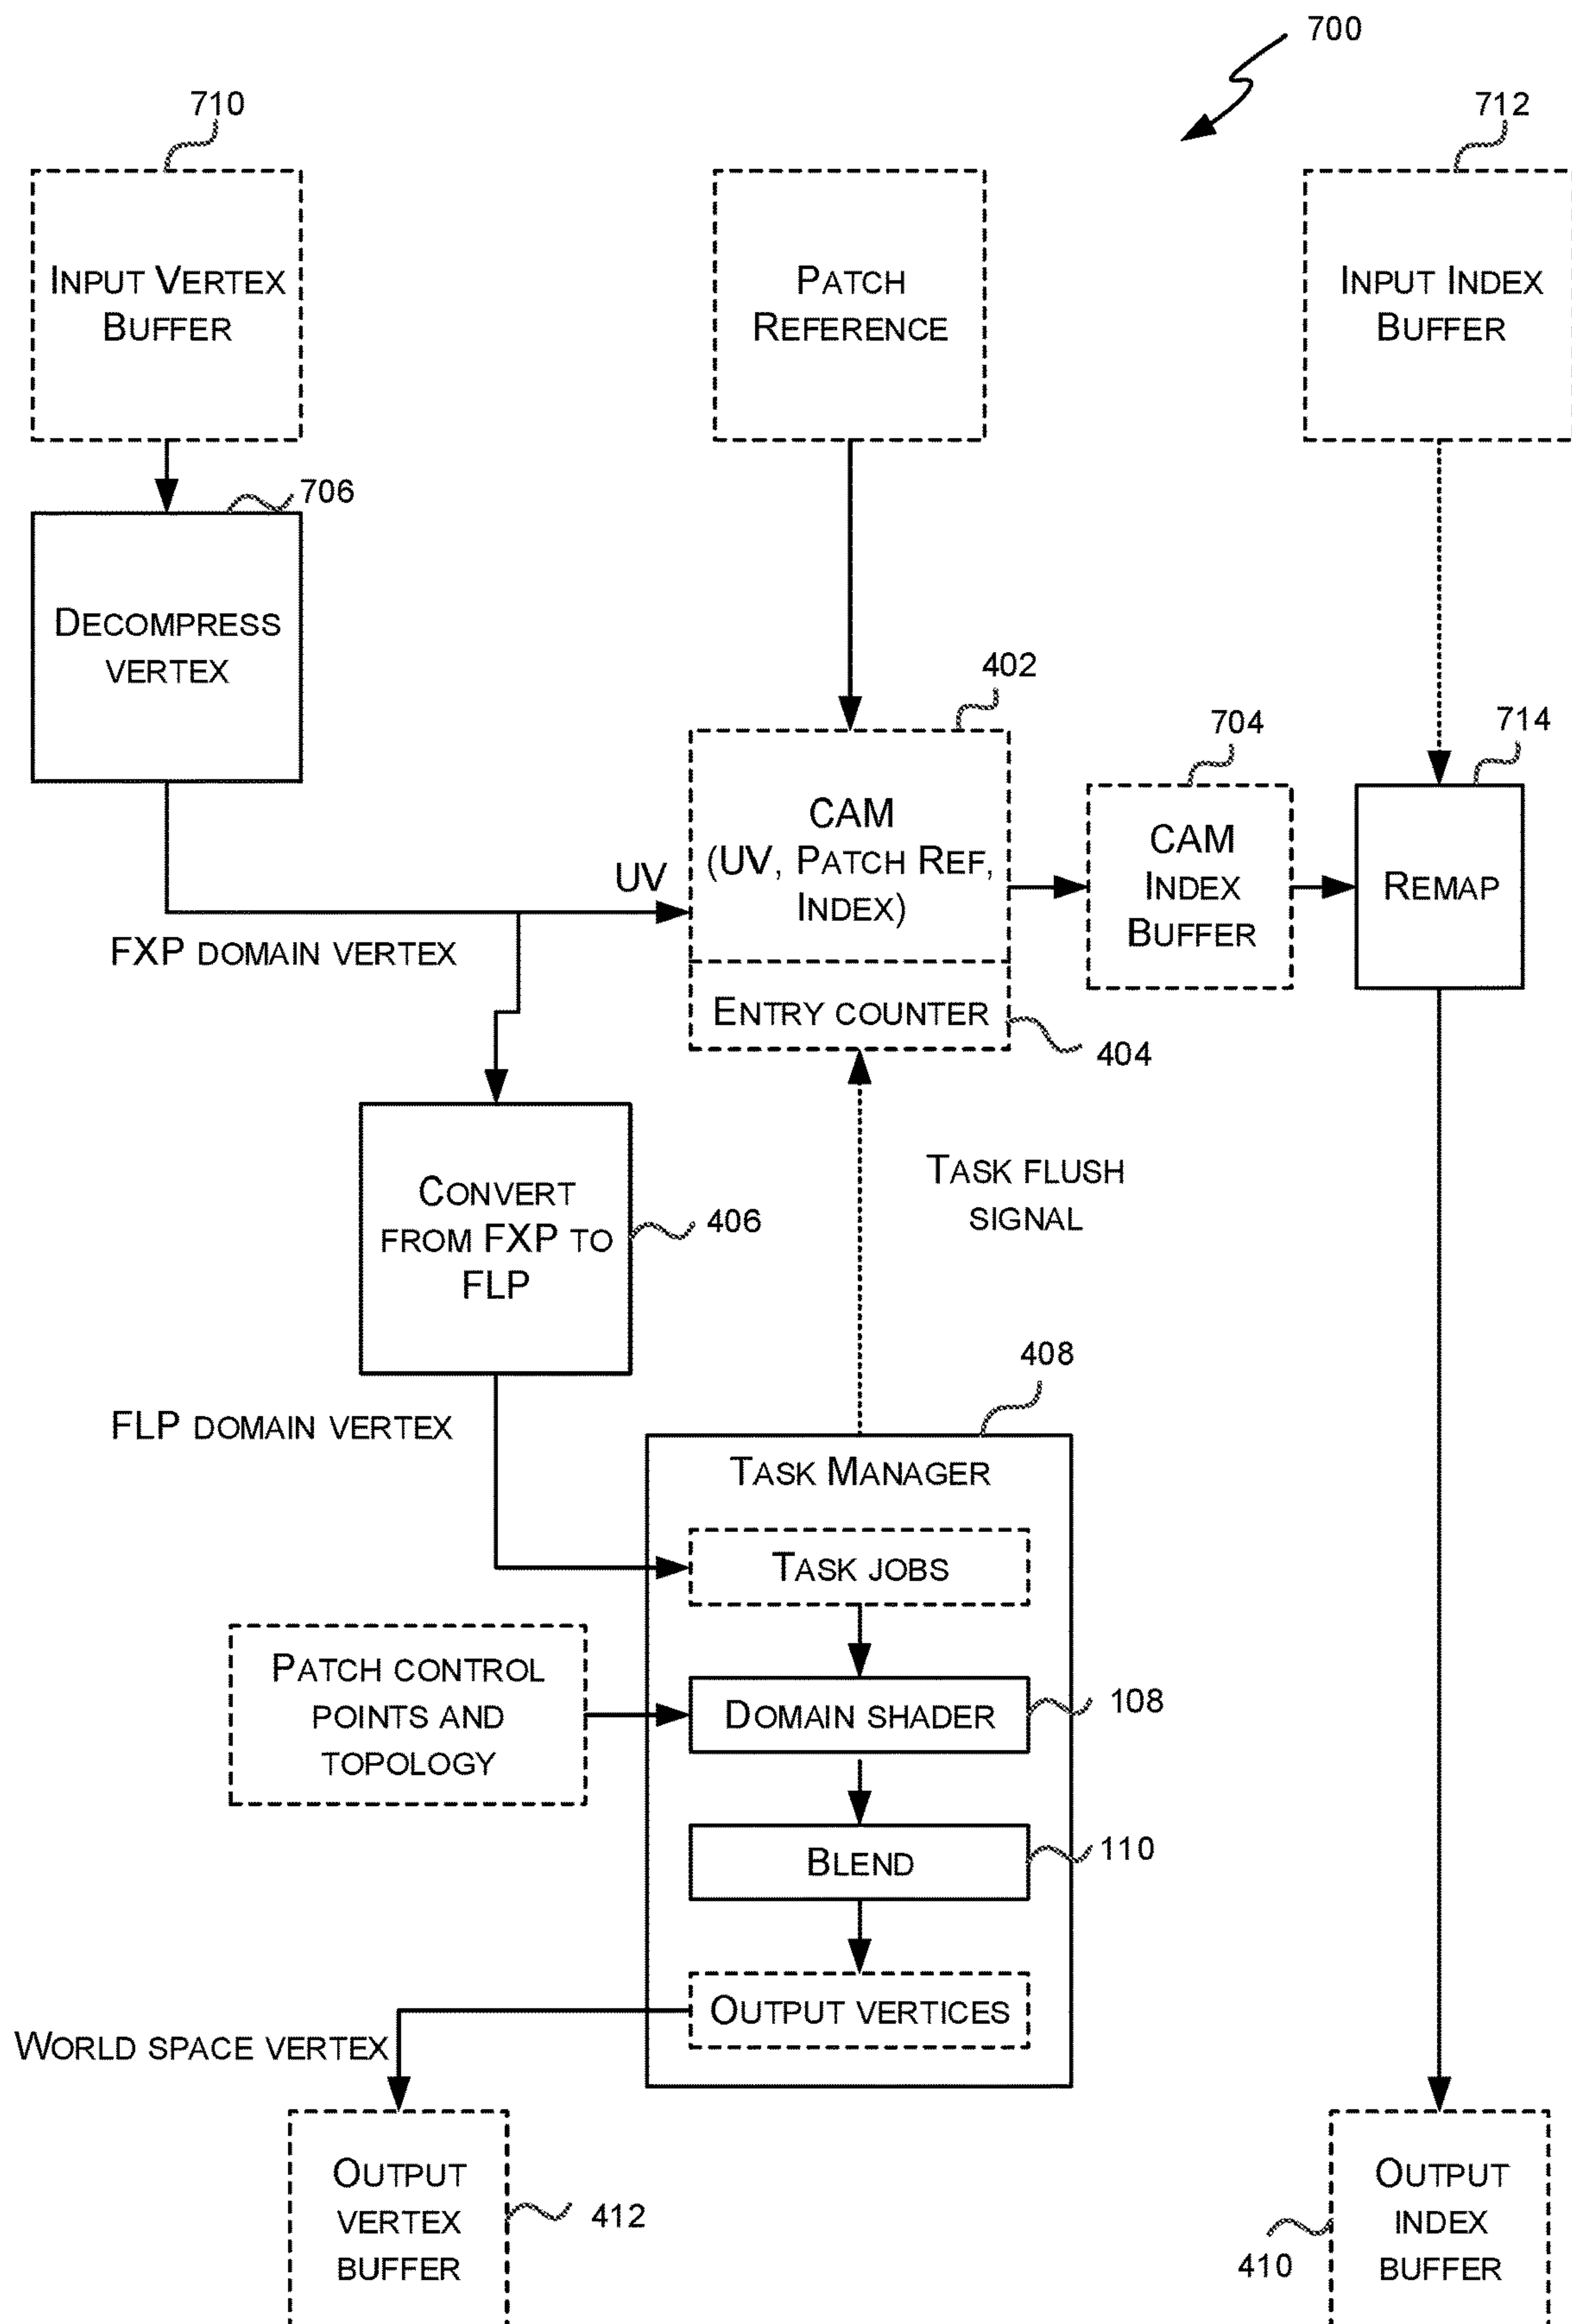 700
710
712
Input Vertex
Buffer
Patch
Reference
Input Index
Buffer
706
Decompress
vertex
402
704
714
CAM
(UV, Patch Ref,
Index)
CAM
Index
Buffer
Remap
UV
FXP domain vertex
Entry counter
404
Convert
from FXP to
FLP
406
Task flush
signal
408
FLP domain vertex
Task Manager
Task jobs
Patch control
points and
topology
Domain shader
108
Blend
110
Output vertices
World space vertex
Output
vertex
buffer
412
Output
index
buffer
410